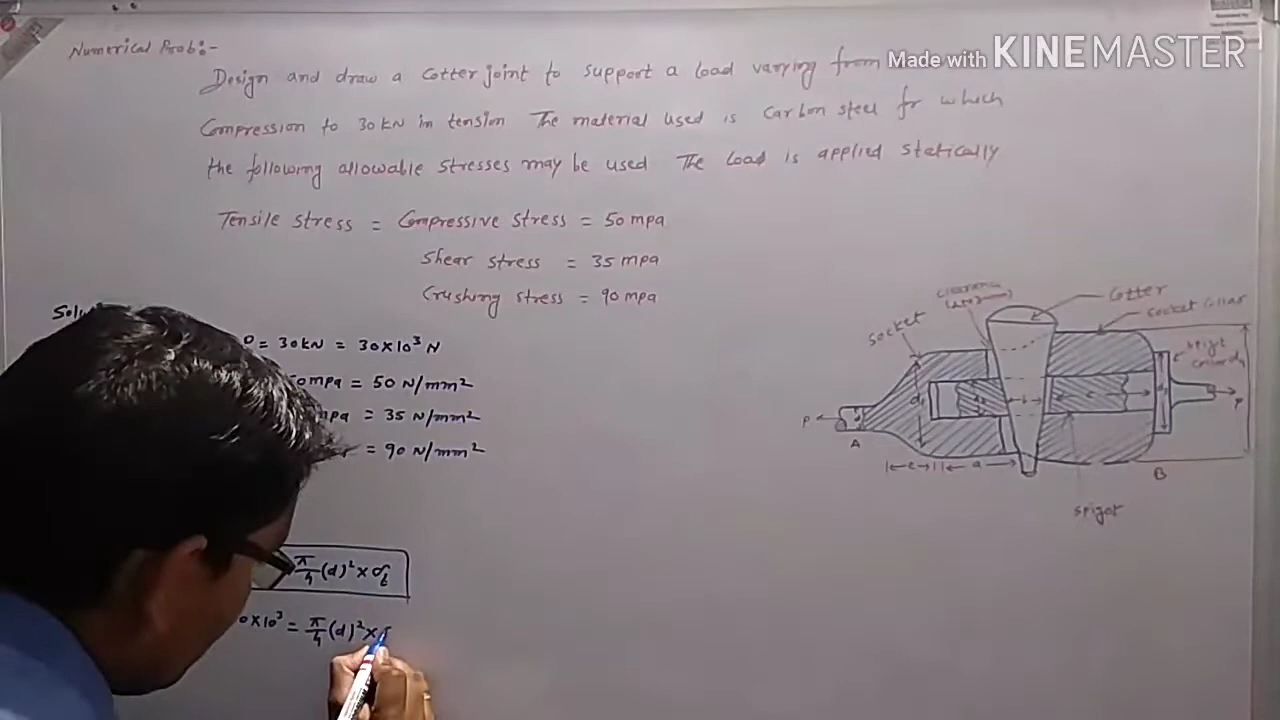 Made with KINEMASTER
Numerical Prob:-
Design and draw a cotter joint to support a load varying from
Compression to 30 kN in tension The material used is carbon steel for which
the following allowable stresses may be used The load is applied statically
Tensile stress = Compressive stress = 50 mpa
Shear stress = 35 mpa
Crushing stress = 90 mpa
= 30 kN = 30×10³ N
mpa = 50 N/mm²
= 35 N/mm²
= 90 N/mm²
π/4 (d)² × σt
0×10³ = π/4 (d)² ×
Cotter
Socket collar
socket
spigot
P
A
e
a
B
P
spigot